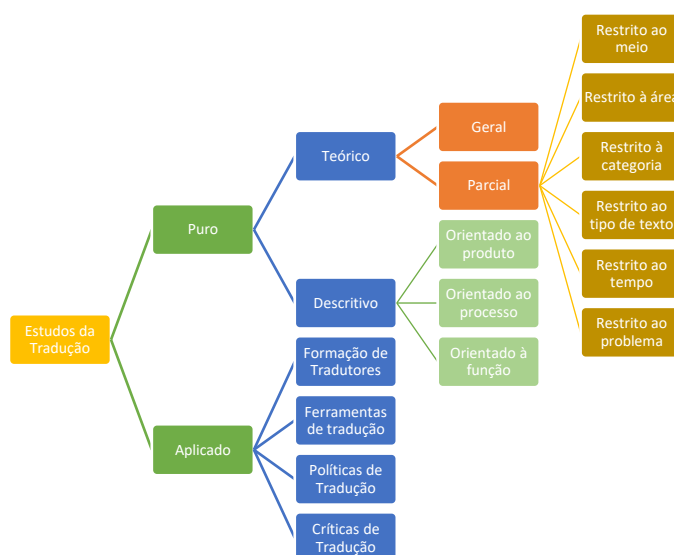 Estudos da
Tradução
Puro
Teórico
Geral
Parcial
Restrito ao
meio
Restrito à área
Restrito à
categoria
Restrito ao
tipo de texto
Restrito ao
tempo
Restrito ao
problema
Descritivo
Orientado ao
produto
Orientado ao
processo
Orientado à
função
Aplicado
Formação de
Tradutores
Ferramentas
de tradução
Políticas de
Tradução
Críticas de
Tradução